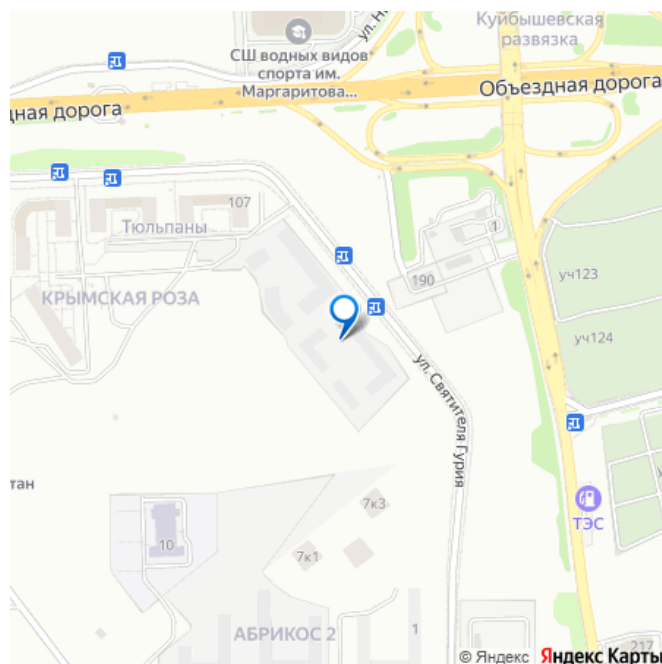 Куйбышевская
развязка
ул. Н
СШ водных видов
спорта им.
Маргаритова...
Объездная дорога
дная дорога
107
Тюльпаны
1
190
уч123
КРЫМСКАЯ РОЗА
уч124
ул. Святителя Гурия
тан
7к3
ТЭС
10
7к1
АБРИКОС 2
1
217
© Яндекс Яндекс Карты